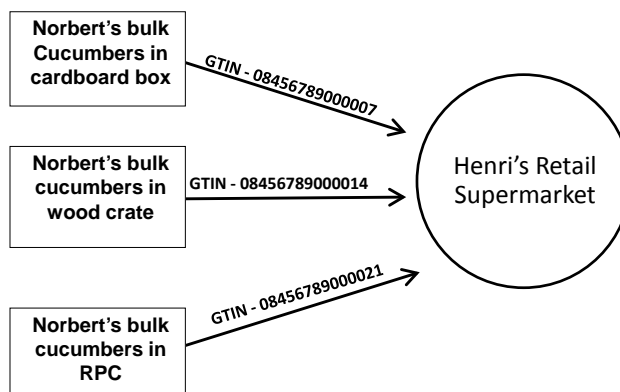 Norbert’s bulk
Cucumbers in
cardboard box
GTIN - 08456789000007
Norbert’s bulk
cucumbers in
wood crate
GTIN - 08456789000014
Henri’s Retail
Supermarket
GTIN - 08456789000021
Norbert’s bulk
cucumbers in
RPC